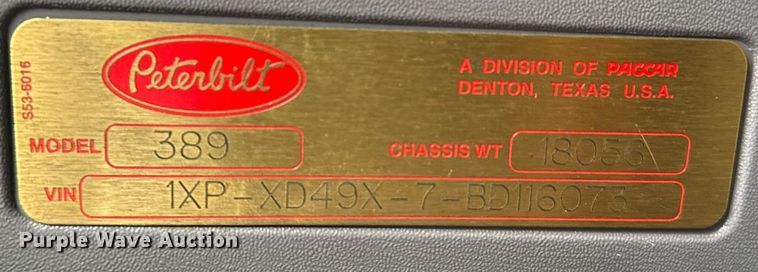 S53-6016
Peterbilt
A DIVISION OF PACCAR
DENTON, TEXAS U.S.A.
MODEL 389 CHASSIS WT 18056
VIN 1XP-XD49X-7-BD116073
Purple Wave Auction